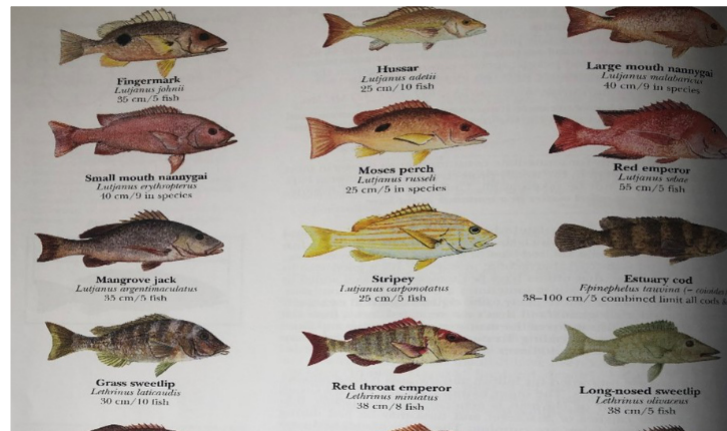 Fingermark
Lutjanus johnii
35 cm/5 fish
Hussar
Lutjanus adetii
25 cm/10 fish
Large mouth nannygai
Lutjanus malabaricus
40 cm/9 in species
Small mouth nannygai
Lutjanus erythropterus
40 cm/9 in species
Moses perch
Lutjanus russeli
25 cm/5 in species
Red emperor
Lutjanus sebae
55 cm/5 fish
Mangrove jack
Lutjanus argentimaculatus
35 cm/5 fish
Stripey
Lutjanus carponotatus
25 cm/5 fish
Estuary cod
Epinephelus tauvina (=
38–100 cm/5 combined limit all cods
Grass sweetlip
Lethrinus laticaudis
30 cm/10 fish
Red throat emperor
Lethrinus miniatus
38 cm/8 fish
Long-nosed sweetlip
Lethrinus olivaceus
38 cm/5 fish